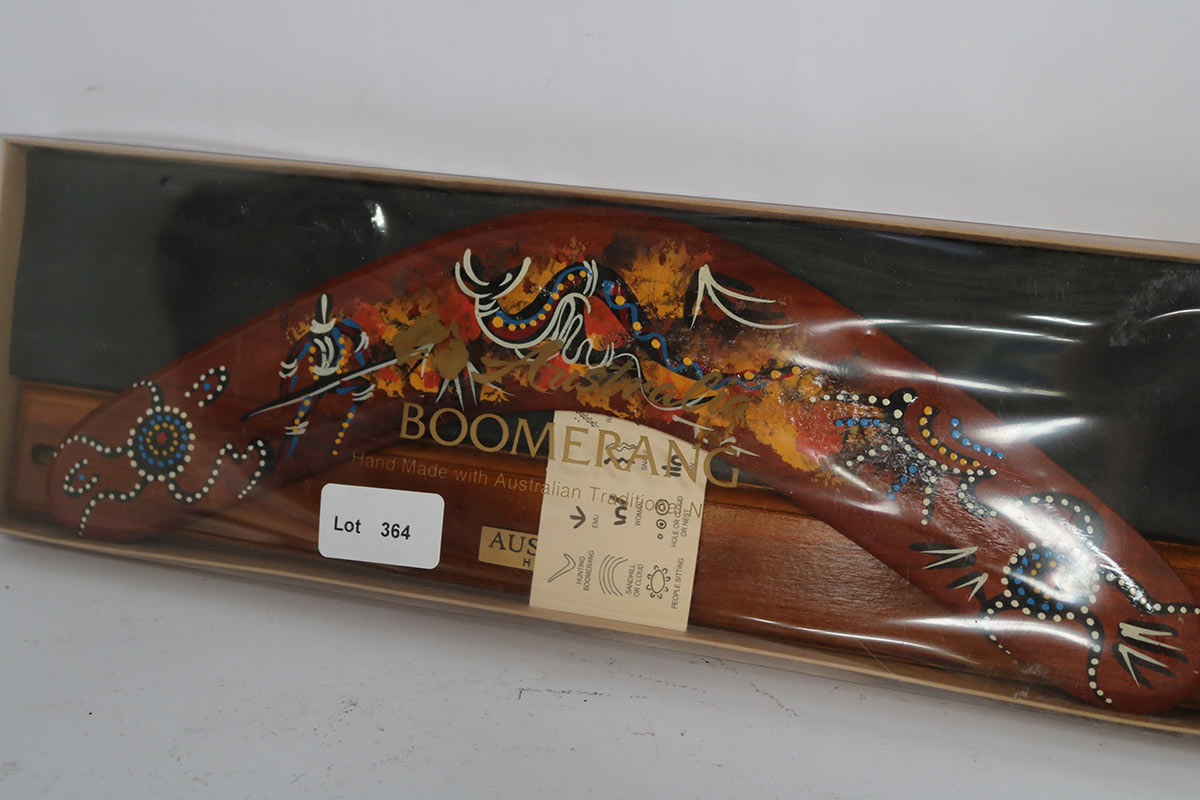 Australia
BOOMERANG
Hand Made with Australian Traditional
Lot 364
AUS
EMU
WOMAN
HOLE OR CLOUD
OR NEST
HUNTING
BOOMERANG
SANDHILL
OR CLOUD
PEOPLE SITTING